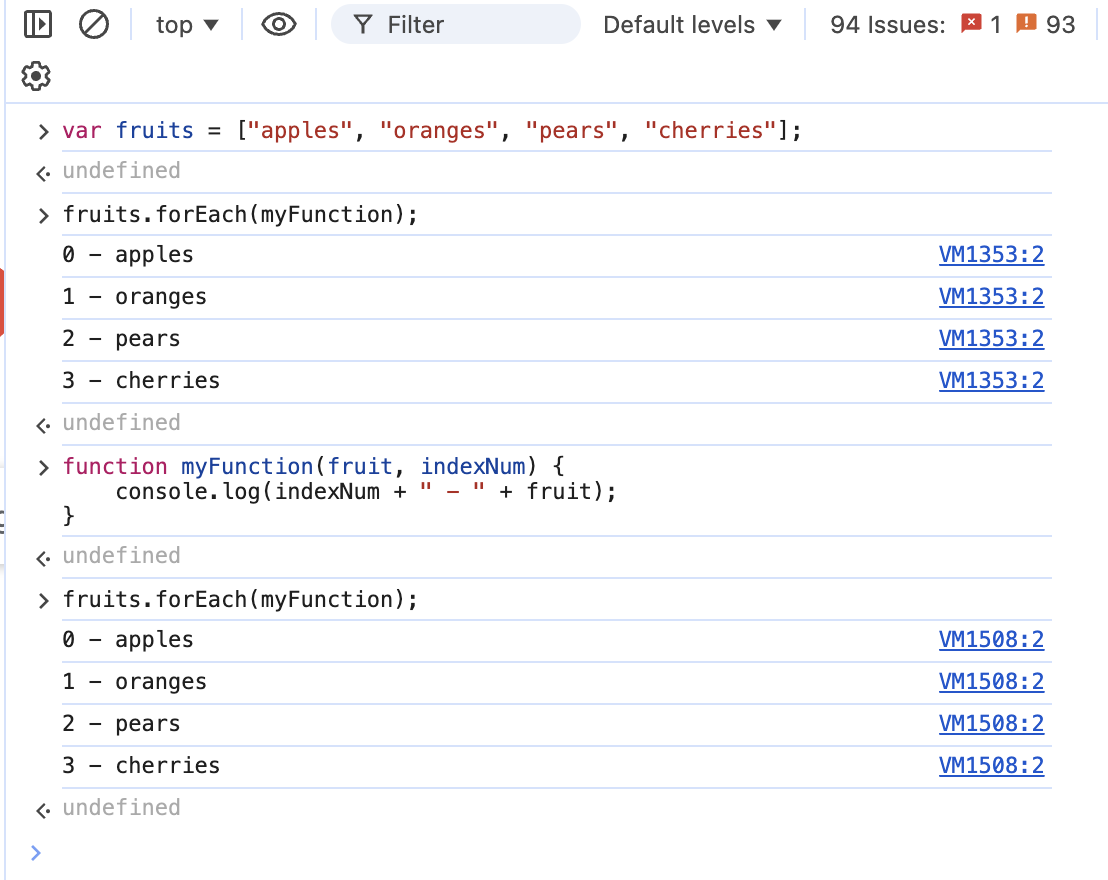 top ▼ Filter Default levels ▼ 94 Issues: 1 93
var fruits = ["apples", "oranges", "pears", "cherries"];
undefined
fruits.forEach(myFunction);
0 - apples VM1353:2
1 - oranges VM1353:2
2 - pears VM1353:2
3 - cherries VM1353:2
undefined
function myFunction(fruit, indexNum) {
    console.log(indexNum + " - " + fruit);
}
undefined
fruits.forEach(myFunction);
0 - apples VM1508:2
1 - oranges VM1508:2
2 - pears VM1508:2
3 - cherries VM1508:2
undefined